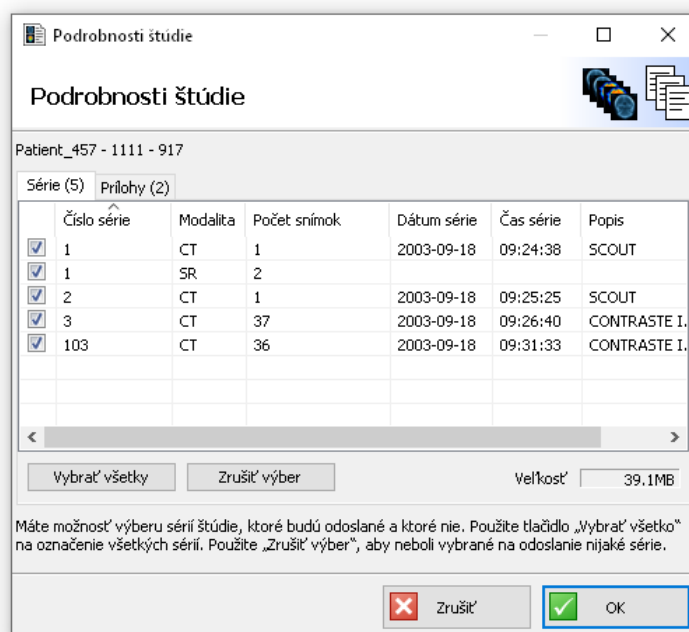 Podrobnosti štúdie
Podrobnosti štúdie
Patient_457 - 1111 - 917
Série (5) Prílohy (2)
Číslo série Modalita Počet snímok Dátum série Čas série Popis
1 CT 1 2003-09-18 09:24:38 SCOUT
1 SR 2
2 CT 1 2003-09-18 09:25:25 SCOUT
3 CT 37 2003-09-18 09:26:40 CONTRASTE I.
103 CT 36 2003-09-18 09:31:33 CONTRASTE I.
Vybrať všetky Zrušiť výber Veľkosť 39.1MB
Máte možnosť výberu sérií štúdie, ktoré budú odoslané a ktoré nie. Použite tlačidlo „Vybrať všetko“
na označenie všetkých sérií. Použite „Zrušiť výber“, aby neboli vybrané na odoslanie nijaké série.
Zrušiť OK